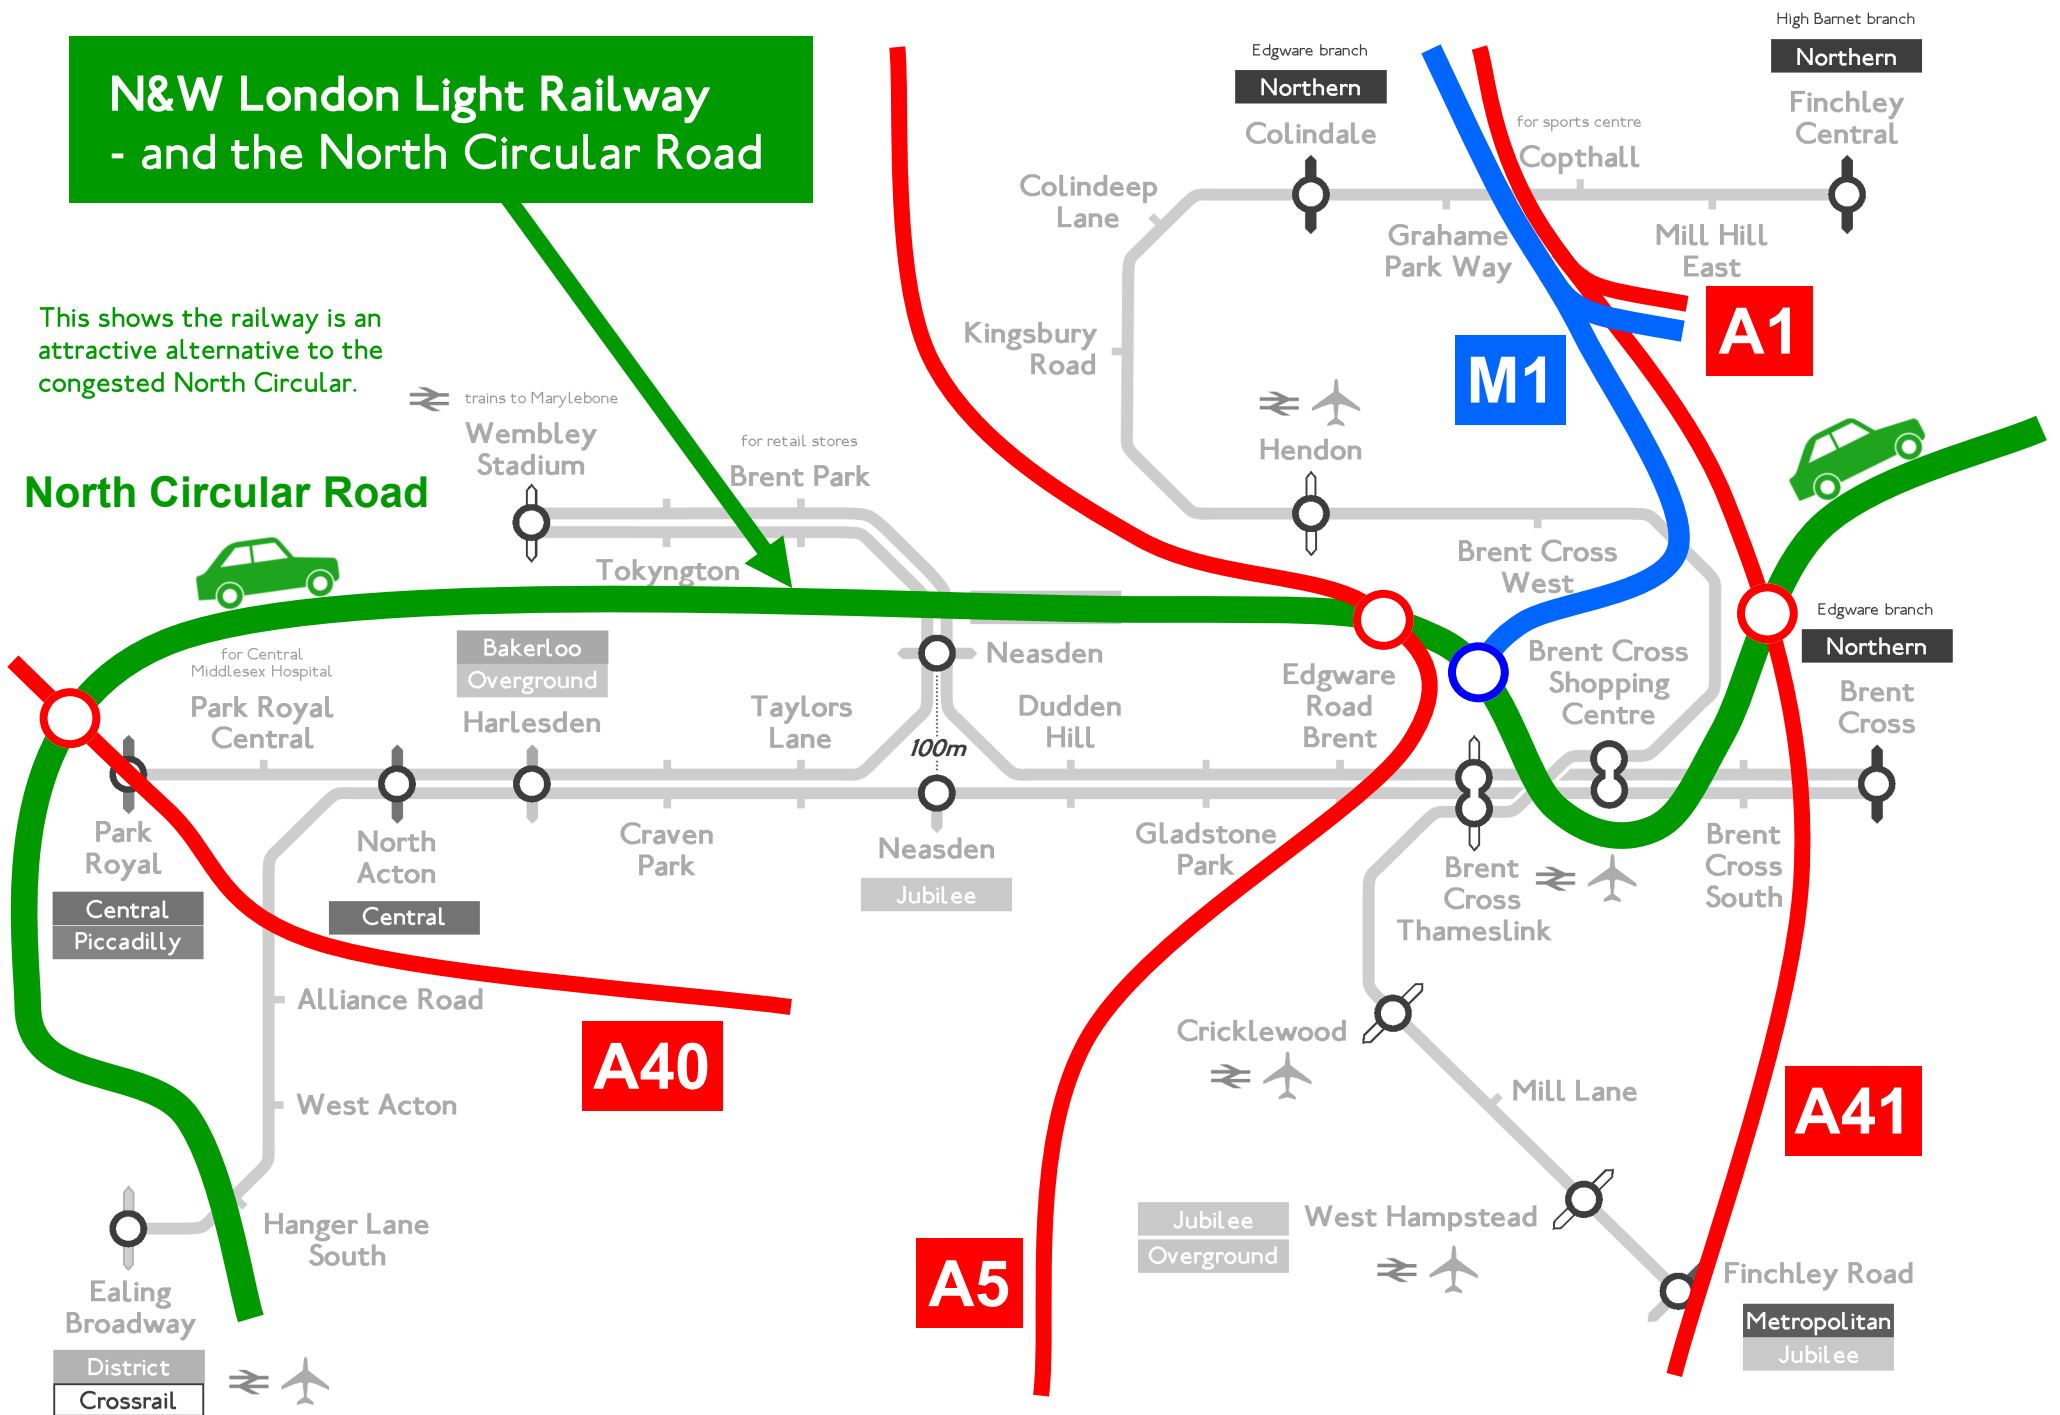 N&W London Light Railway
- and the North Circular Road
This shows the railway is an
attractive alternative to the
congested North Circular.
North Circular Road
High Barnet branch
Northern
Finchley
Central
Edgware branch
Northern
Colindale
for sports centre
Copthall
Colindeep
Lane
Grahame
Park Way
Mill Hill
East
A1
M1
Kingsbury
Road
Hendon
trains to Marylebone
Wembley
Stadium
for retail stores
Brent Park
Tokyngton
Brent Cross
West
Edgware branch
Northern
Brent
Cross
for Central
Middlesex Hospital
Park Royal
Central
Bakerloo
Overground
Harlesden
Taylors
Lane
Neasden
100m
Dudden
Hill
Edgware
Road
Brent
Brent Cross
Shopping
Centre
Park
Royal
Central
Piccadilly
North
Acton
Central
Craven
Park
Neasden
Jubilee
Gladstone
Park
Brent
Cross
Thameslink
Brent
Cross
South
Alliance Road
A40
Cricklewood
West Acton
Mill Lane
A41
Hanger Lane
South
Ealing
Broadway
District
Crossrail
A5
Jubilee
Overground
West Hampstead
Finchley Road
Metropolitan
Jubilee